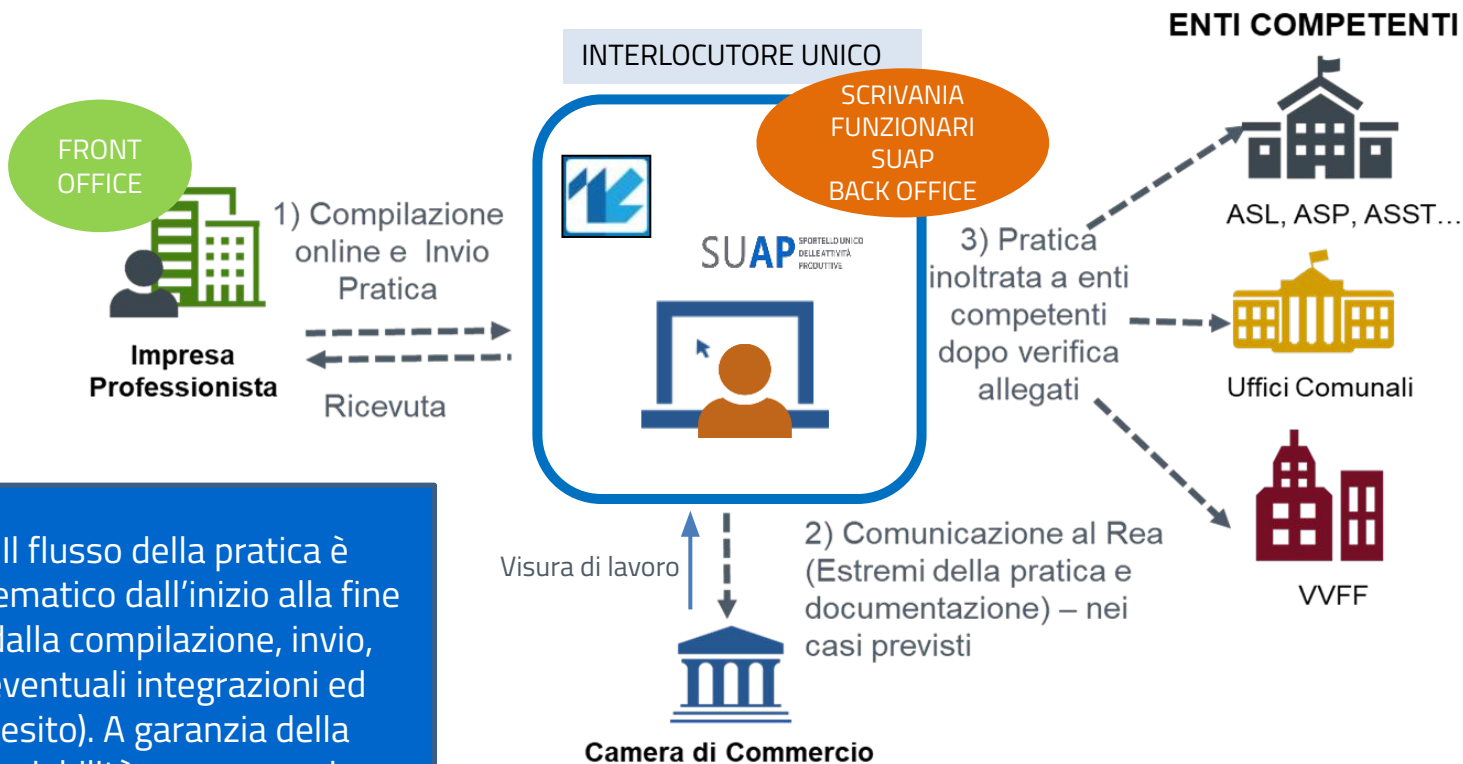 ENTI COMPETENTI
INTERLOCUTORE UNICO
SCRIVANIA
FUNZIONARI
SUAP
BACK OFFICE
FRONT
OFFICE
1) Compilazione
online e Invio
Pratica
Impresa
Professionista
Ricevuta
SUAP SPORTELLO UNICO
DELLE ATTIVITÀ
PRODUTTIVE
3) Pratica
inoltrata a enti
competenti
dopo verifica
allegati
ASL, ASP, ASST…
Uffici Comunali
VVFF
Visura di lavoro
2) Comunicazione al Rea
(Estremi della pratica e
documentazione) – nei
casi previsti
Camera di Commercio
Il flusso della pratica è
ematico dall'inizio alla fine
dalla compilazione, invio,
eventuali integrazioni ed
esito). A garanzia della